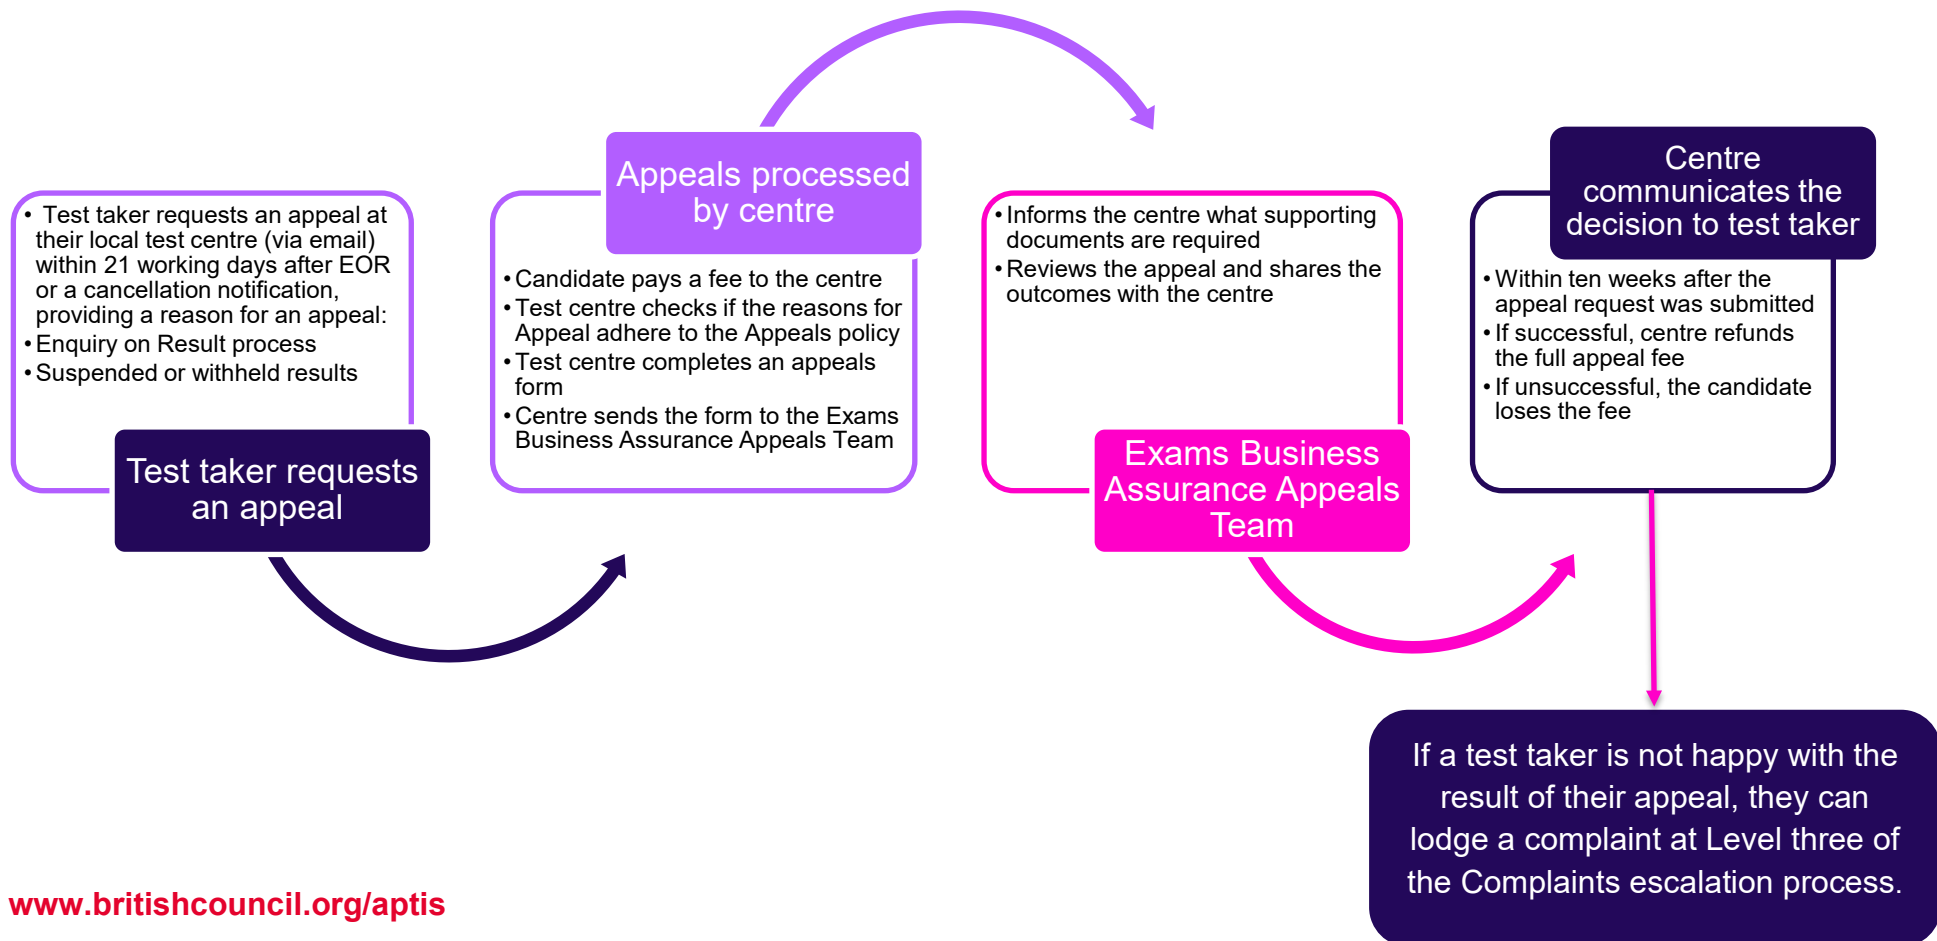 • Test taker requests an appeal at
their local test centre (via email)
within 21 working days after EOR
or a cancellation notification,
providing a reason for an appeal:
• Enquiry on Result process
• Suspended or withheld results
Test taker requests
an appeal
Appeals processed
by centre
• Candidate pays a fee to the centre
• Test centre checks if the reasons for
Appeal adhere to the Appeals policy
• Test centre completes an appeals
form
• Centre sends the form to the Exams
Business Assurance Appeals Team
• Informs the centre what supporting
documents are required
• Reviews the appeal and shares the
outcomes with the centre
Exams Business
Assurance Appeals
Team
Centre
communicates the
decision to test taker
• Within ten weeks after the
appeal request was submitted
• If successful, centre refunds
the full appeal fee
• If unsuccessful, the candidate
loses the fee
If a test taker is not happy with the
result of their appeal, they can
lodge a complaint at Level three of
the Complaints escalation process.
www.britishcouncil.org/aptis